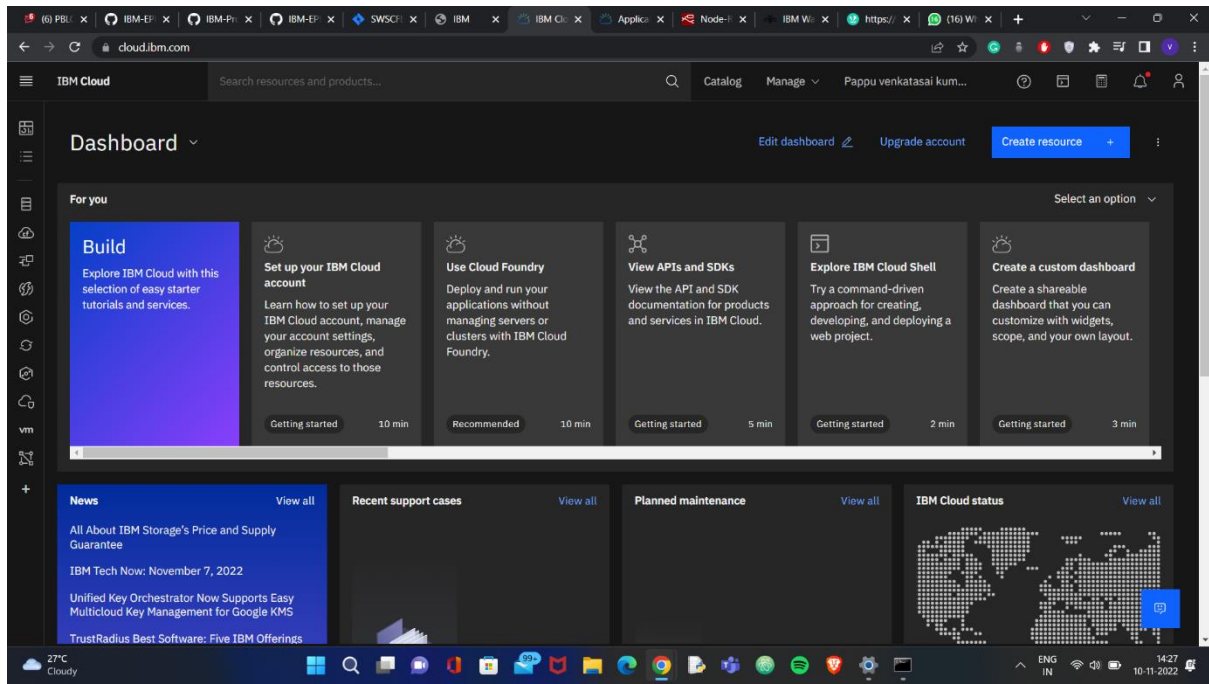 (6) PBLC
IBM-EP
IBM-Pro
IBM-EP
SWSCF
IBM
IBM Clo
Applica
Node-R
IBM Wa
https://
(16) W
cloud.ibm.com
IBM Cloud
Search resources and products...
Catalog
Manage
Pappu venkatasai kum...
Dashboard
Edit dashboard
Upgrade account
Create resource +
For you
Select an option
Build
Explore IBM Cloud with this
selection of easy starter
tutorials and services.
Set up your IBM Cloud
account
Learn how to set up your
IBM Cloud account, manage
your account settings,
organize resources, and
control access to those
resources.
Getting started 10 min
Use Cloud Foundry
Deploy and run your
applications without
managing servers or
clusters with IBM Cloud
Foundry.
Recommended 10 min
View APIs and SDKs
View the API and SDK
documentation for products
and services in IBM Cloud.
Getting started 5 min
Explore IBM Cloud Shell
Try a command-driven
approach for creating,
developing, and deploying a
web project.
Getting started 2 min
Create a custom dashboard
Create a shareable
dashboard that you can
customize with widgets,
scope, and your own layout.
Getting started 3 min
vm
News View all
All About IBM Storage's Price and Supply
Guarantee
IBM Tech Now: November 7, 2022
Unified Key Orchestrator Now Supports Easy
Multicloud Key Management for Google KMS
TrustRadius Best Software: Five IBM Offerings
Recent support cases View all
Planned maintenance View all
IBM Cloud status View all
27°C
Cloudy
99+
ENG
IN
14:27
10-11-2022